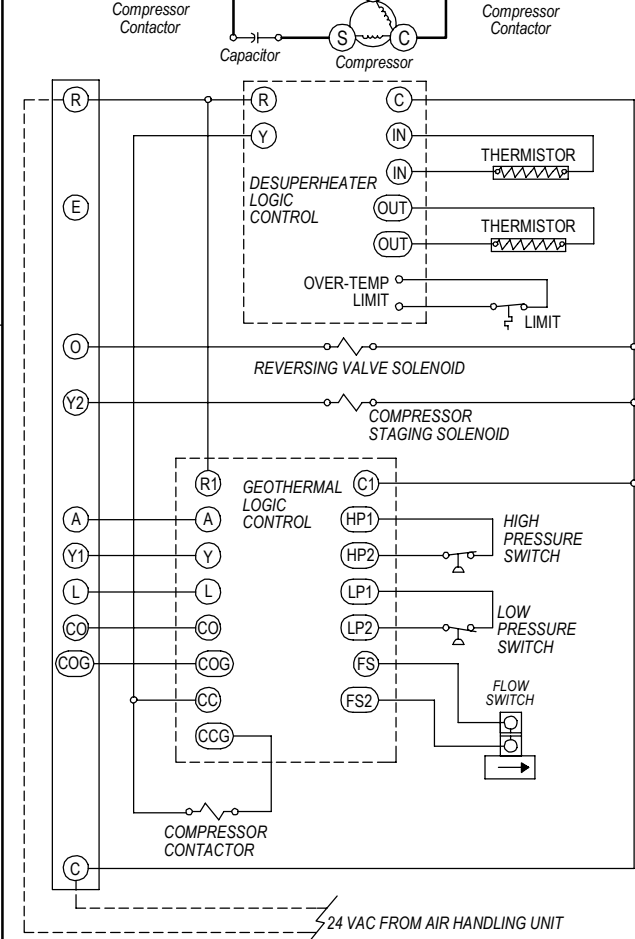 Compressor
Contactor
Compressor
Contactor
S
C
Capacitor
Compressor
R
R
C
Y
IN
THERMISTOR
IN
DESUPERHEATER
LOGIC
CONTROL
E
OUT
THERMISTOR
OUT
OVER-TEMP
LIMIT
LIMIT
O
REVERSING VALVE SOLENOID
Y2
COMPRESSOR
STAGING SOLENOID
R1
GEOTHERMAL
LOGIC
CONTROL
C1
A
A
HP1
HIGH
PRESSURE
SWITCH
Y1
Y
HP2
L
L
LP1
LOW
PRESSURE
SWITCH
CO
CO
LP2
COG
COG
FS
FLOW
SWITCH
CC
FS2
CCG
COMPRESSOR
CONTACTOR
C
24 VAC FROM AIR HANDLING UNIT